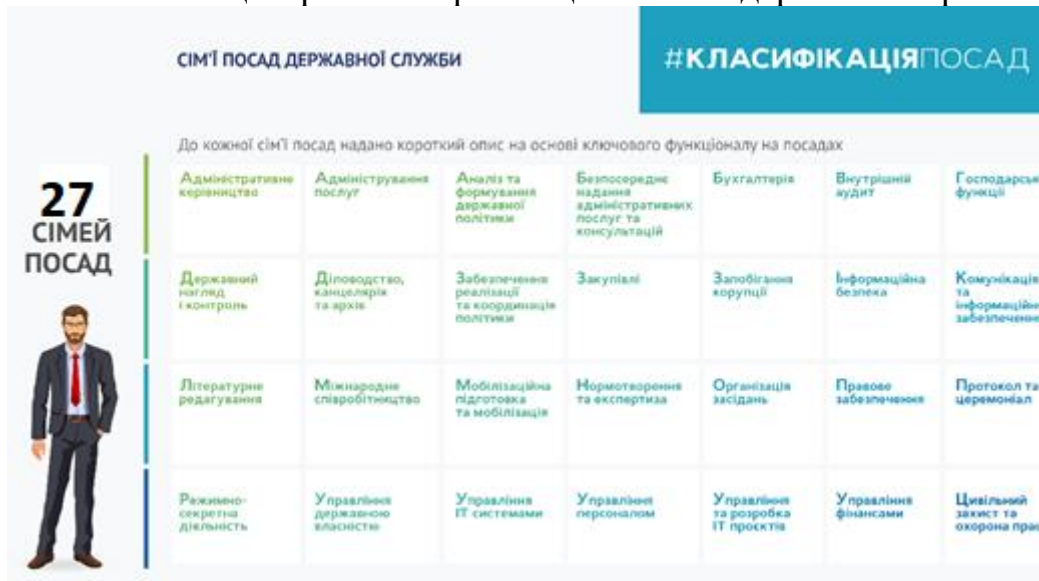 СІМ'Ї ПОСАД ДЕРЖАВНОЇ СЛУЖБИ
#КЛАСИФІКАЦІЯПОСАД
До кожної сім'ї посад надано короткий опис на основі ключового функціоналу на посадах
27
СІМЕЙ
ПОСАД
Адміністративне
керівництво
Адміністрування
послуг
Аналіз та
формування
державної
політики
Безпосереднє
надання
адміністративних
послуг та
консультацій
Бухгалтерія
Внутрішній
аудит
Господарськ
функції
Державний
нагляд
і контроль
Діловодство,
канцелярія
та архів
Забезпечення
реалізації
та координація
політики
Закупівлі
Запобігання
корупції
Інформаційна
безпека
Комунікація
та
інформаційн
забезпечення
Літературне
редагування
Міжнародне
співробітництво
Мобілізаційна
підготовка
та мобілізація
Нормотворення
та експертиза
Організація
засідань
Правове
забезпечення
Протокол та
церемоніал
Режимно-
секретна
діяльність
Управління
державною
власністю
Управління
ІТ системами
Управління
персоналом
Управління
та розробка
ІТ проєктів
Управління
фінансами
Цивільний
захист та
охорона прац